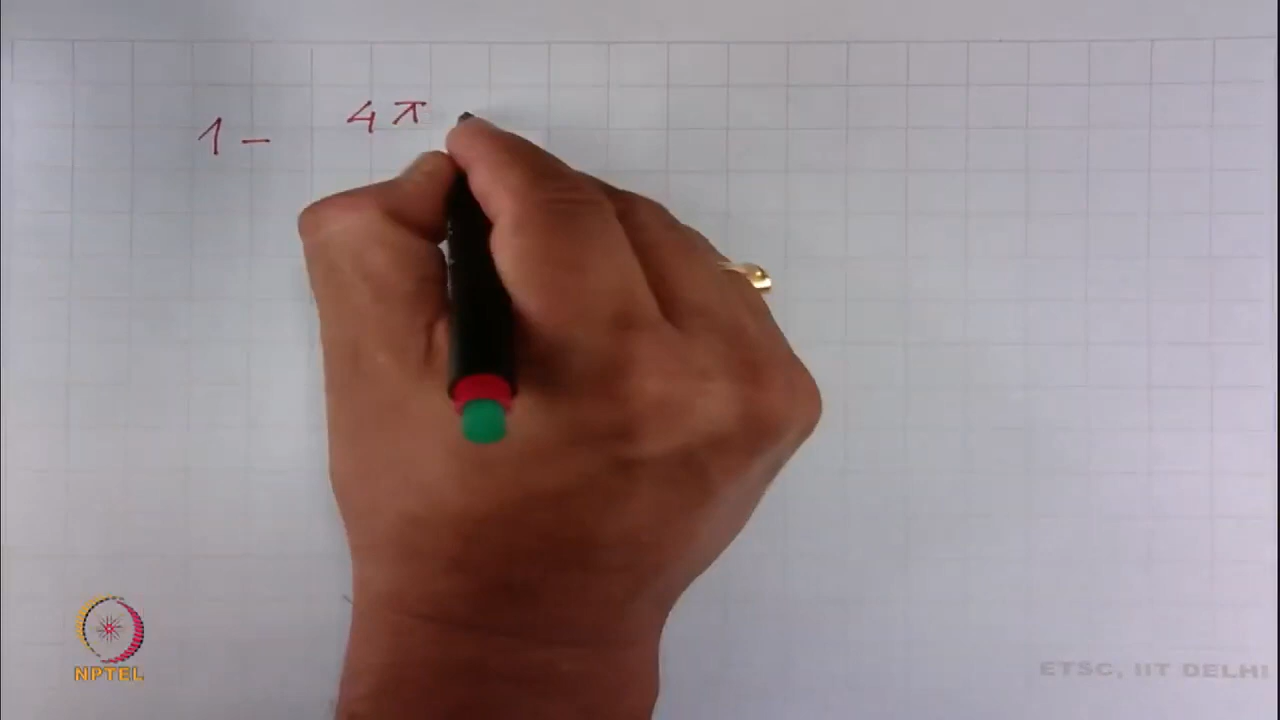 1 - 4π
NPTEL
ETSC, IIT DELHI